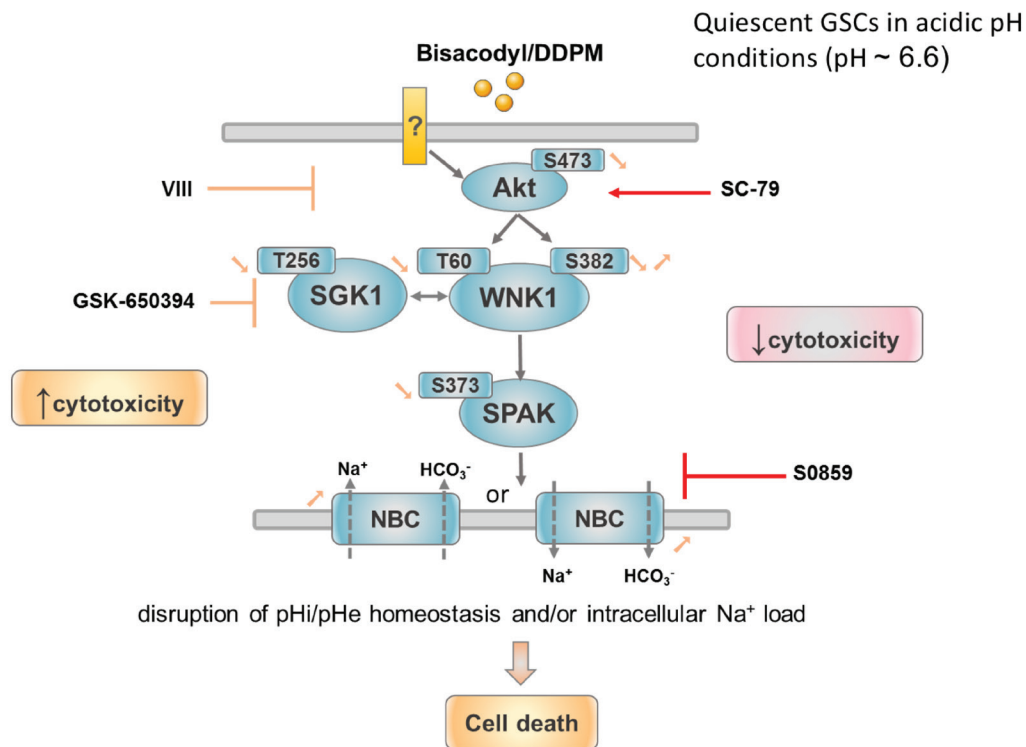 Quiescent GSCs in acidic pH
conditions (pH ~ 6.6)
Bisacodyl/DDPM
?
S473
Akt
VIII
SC-79
T256
T60
S382
SGK1
WNK1
GSK-650394
↓cytotoxicity
S373
↑cytotoxicity
SPAK
Na⁺
HCO₃⁻
or
S0859
NBC
NBC
Na⁺
HCO₃⁻
disruption of pHi/pHe homeostasis and/or intracellular Na⁺ load
Cell death